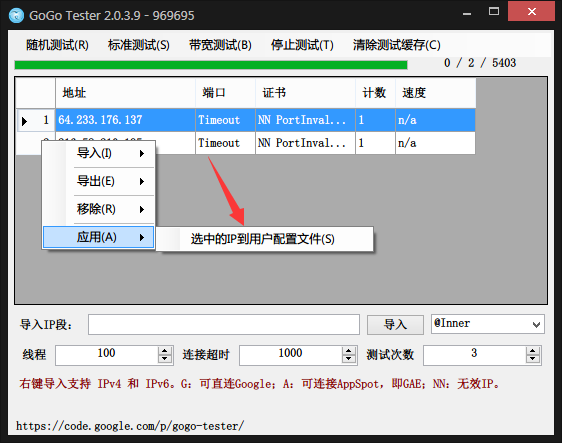 GoGo Tester 2.0.3.9 - 969695
随机测试(R) 标准测试(S) 带宽测试(B) 停止测试(T) 清除测试缓存(C)
0 / 2 / 5403
地址 端口 证书 计数 速度
1 64.233.176.137 Timeout NN PortInval... 1 n/a
Timeout NN PortInval... 1 n/a
导入(I)
导出(E)
移除(R)
应用(A)
选中的IP到用户配置文件(S)
导入IP段: 导入 @Inner
线程 100 连接超时 1000 测试次数 3
右键导入支持 IPv4 和 IPv6。G: 可直连Google; A: 可连接AppSpot, 即GAE; NN: 无效IP。
https://code.google.com/p/gogo-tester/